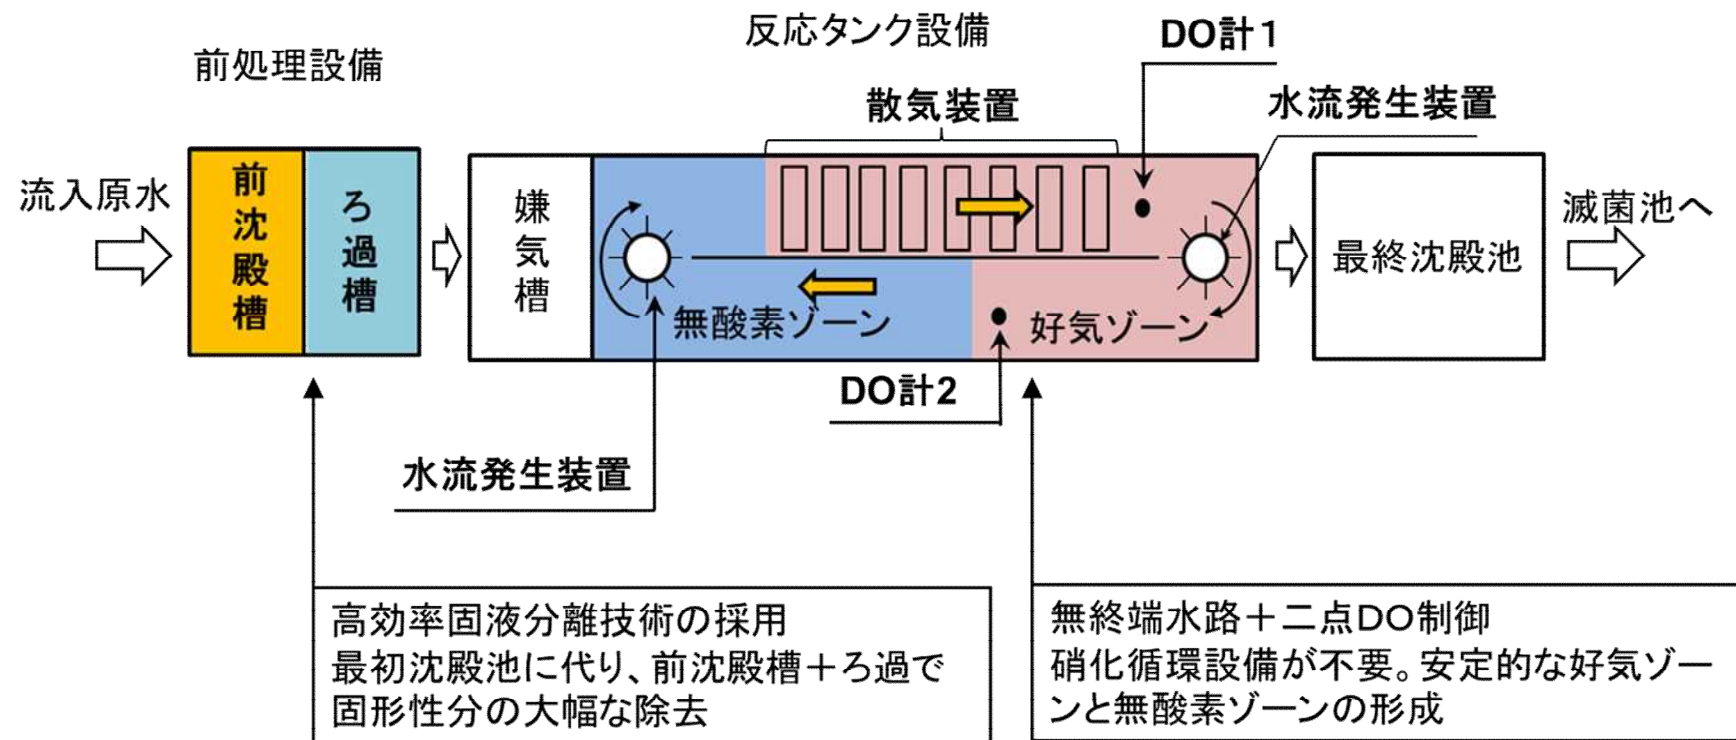 前処理設備
反応タンク設備
DO計1
散気装置
水流発生装置
流入原水
前沈殿槽
ろ過槽
嫌気槽
無酸素ゾーン
好気ゾーン
最終沈殿池
滅菌池へ
DO計2
水流発生装置
高効率固液分離技術の採用
最初沈殿池に代り、前沈殿槽＋ろ過で
固形性分の大幅な除去
無終端水路＋二点DO制御
硝化循環設備が不要。安定的な好気ゾー
ンと無酸素ゾーンの形成